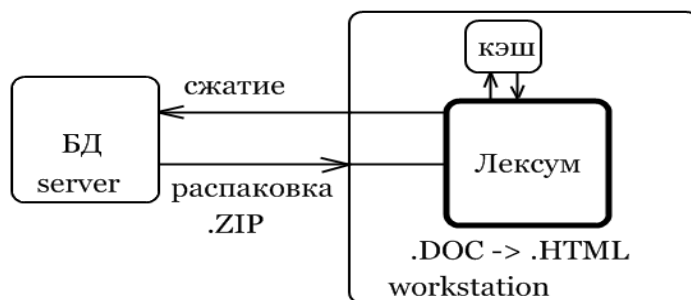 кэш
сжатие
БД
server
Лексум
распаковка
.ZIP
.DOC -> .HTML
workstation